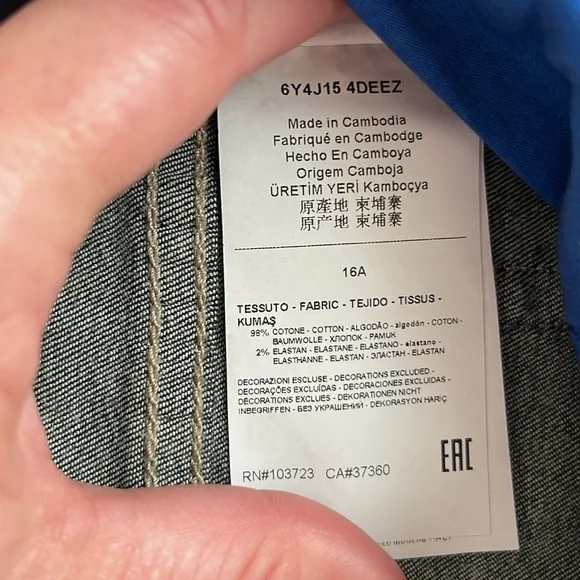 6Y4J15 4DEEZ
Made in Cambodia
Fabriqué en Cambodge
Hecho En Camboya
Origem Camboja
ÜRETİM YERİ Kamboçya
原產地 柬埔寨
原产地 柬埔寨
16A
TESSUTO - FABRIC - TEJIDO - TISSUS -
KUMAŞ
98% COTONE - COTTON - ALGODÃO - algodón - COTON -
BAUMWOLLE - ХЛОПОК - PAMUK
2% ELASTAN - ELASTANE - ELASTANO - elastano -
ELASTHANNE - ELASTAN - ЭЛАСТАН - ELASTAN
DECORAZIONI ESCLUSE - DECORATIONS EXCLUDED -
DECORAÇÕES EXCLUÍDAS - DECORACIONES EXCLUIDAS -
DÉCORATIONS EXCLUES - DEKORATIONEN NICHT
INBEGRIFFEN - БЕЗ УКРАШЕНИЙ - DEKORASYON HARİÇ
EAC
RN#103723 CA#37360